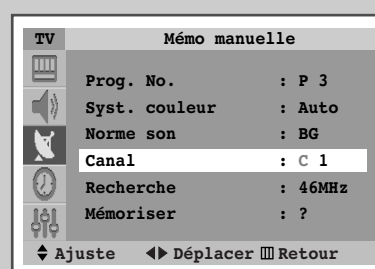 TV Mémo manuelle
Prog. No. : P 3
Syst. couleur : Auto
Norme son : BG
Canal : C 1
Recherche : 46MHz
Mémoriser : ?
Ajuste Déplacer Retour